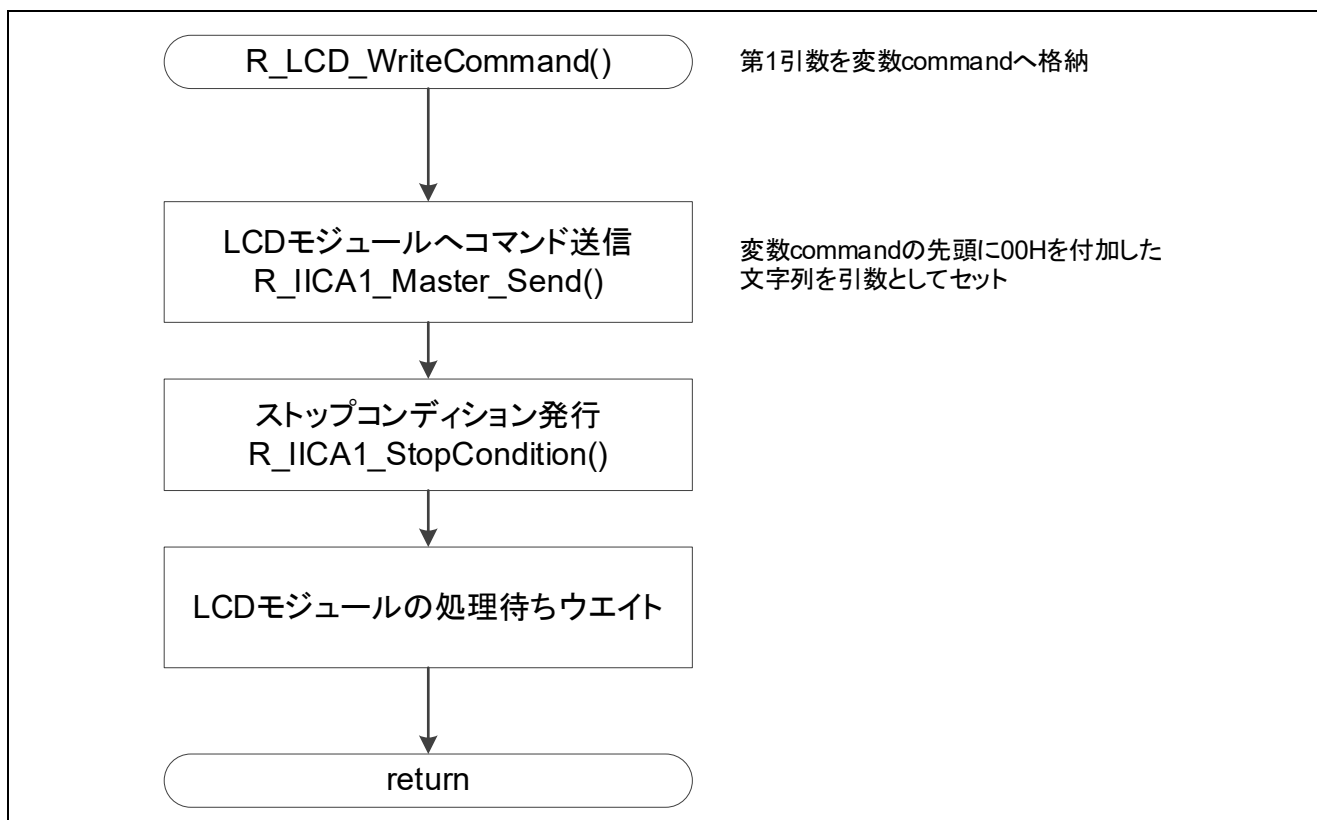 R_LCD_WriteCommand()
第1引数を変数commandへ格納
LCDモジュールへコマンド送信
R_IICA1_Master_Send()
変数commandの先頭に00Hを付加した
文字列を引数としてセット
ストップコンディション発行
R_IICA1_StopCondition()
LCDモジュールの処理待ちウエイト
return